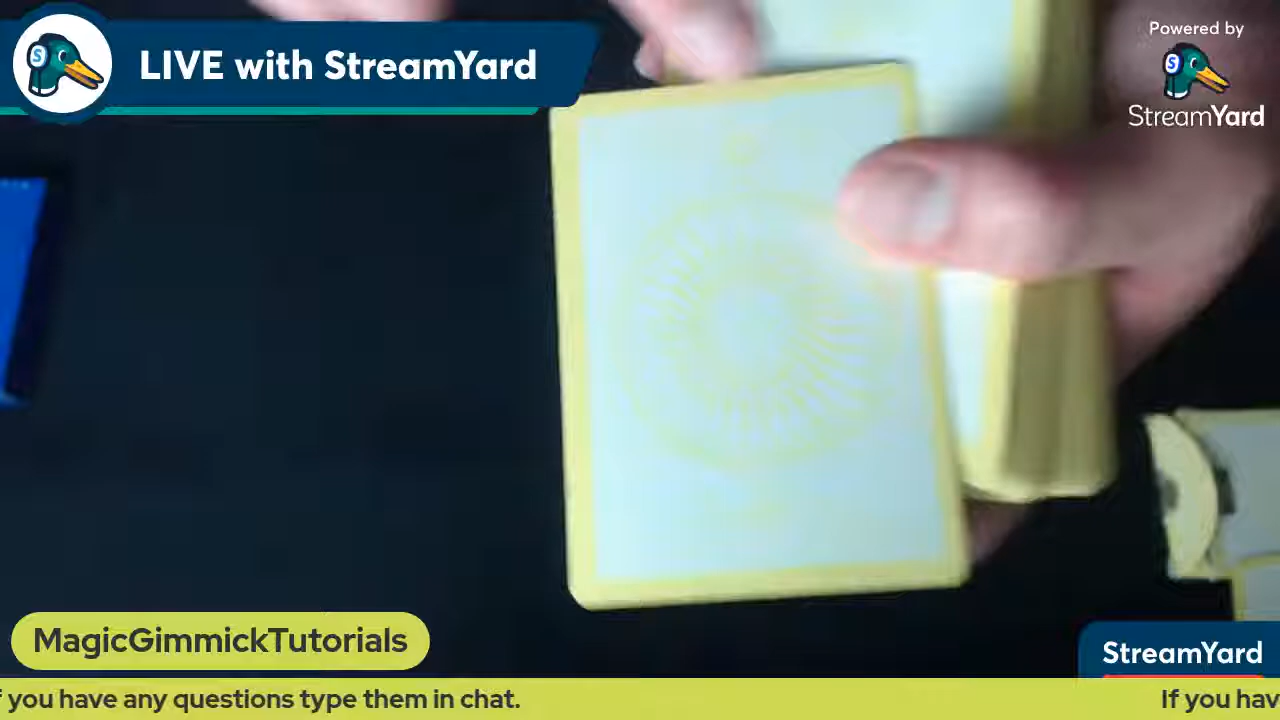 LIVE with StreamYard
Powered by
StreamYard
MagicGimmickTutorials
StreamYard
f you have any questions type them in chat.
If you hav